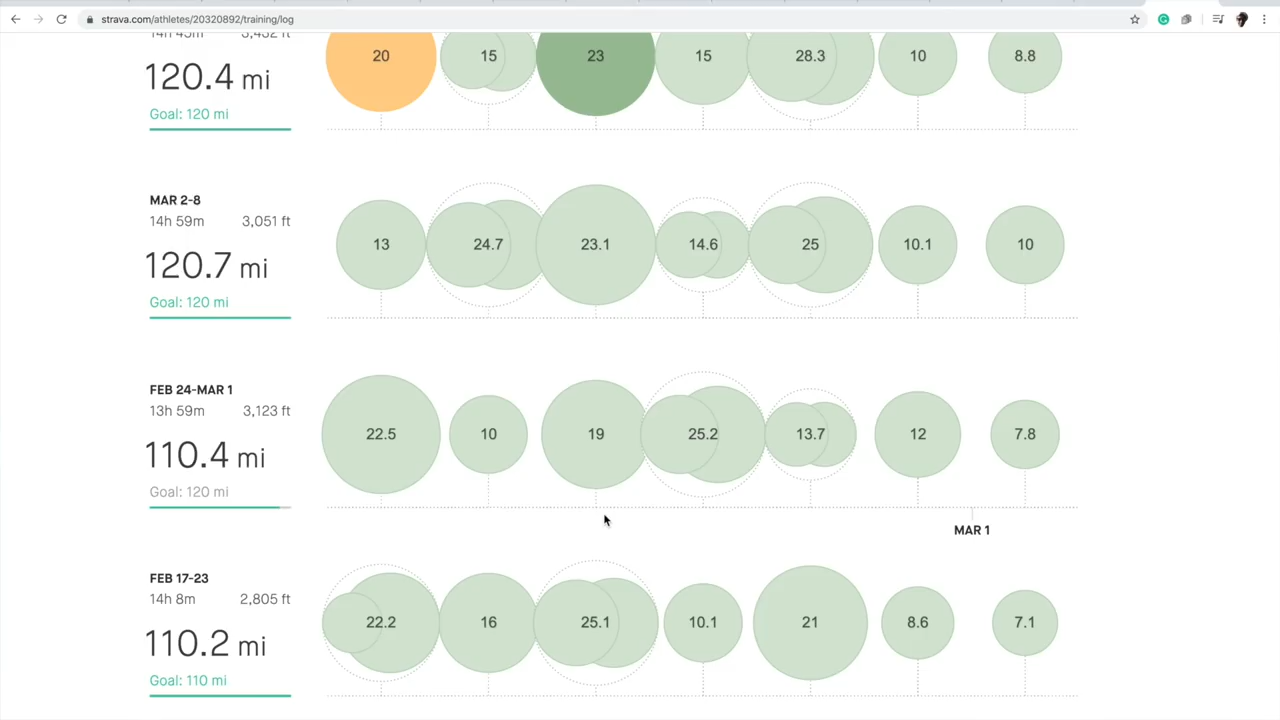 strava.com/athletes/20320892/training/log
14h 45m 3,432 ft
120.4 mi
Goal: 120 mi
20 15 23 15 28.3 10 8.8
MAR 2-8
14h 59m 3,051 ft
120.7 mi
Goal: 120 mi
13 24.7 23.1 14.6 25 10.1 10
FEB 24-MAR 1
13h 59m 3,123 ft
110.4 mi
Goal: 120 mi
22.5 10 19 25.2 13.7 12 7.8
MAR 1
FEB 17-23
14h 8m 2,805 ft
110.2 mi
Goal: 110 mi
22.2 16 25.1 10.1 21 8.6 7.1